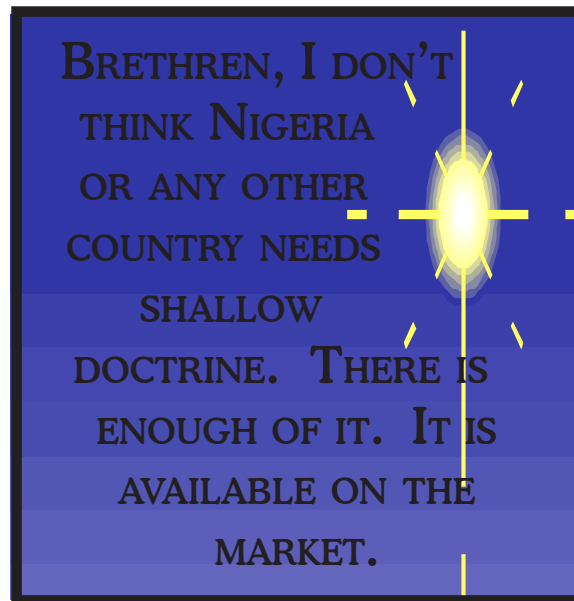 Brethren, I don’t
think Nigeria
or any other
country needs
shallow
doctrine.  There is
enough of it.  It is
available on the
market.